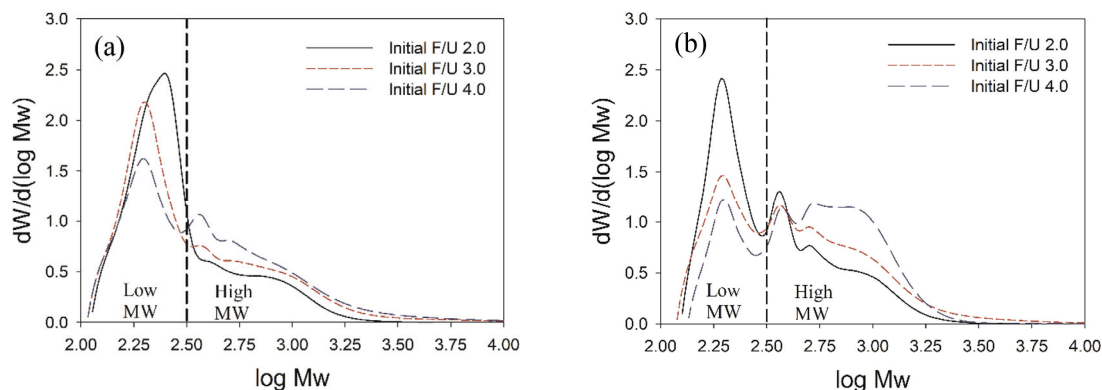 (a)
Initial F/U 2.0
Initial F/U 3.0
Initial F/U 4.0
dW/d(log Mw)
3.0
2.5
2.0
1.5
1.0
0.5
0.0
Low
MW
High
MW
2.00 2.25 2.50 2.75 3.00 3.25 3.50 3.75 4.00
log Mw
(b)
Initial F/U 2.0
Initial F/U 3.0
Initial F/U 4.0
dW/d(log Mw)
3.0
2.5
2.0
1.5
1.0
0.5
0.0
Low
MW
High
MW
2.00 2.25 2.50 2.75 3.00 3.25 3.50 3.75 4.00
log Mw